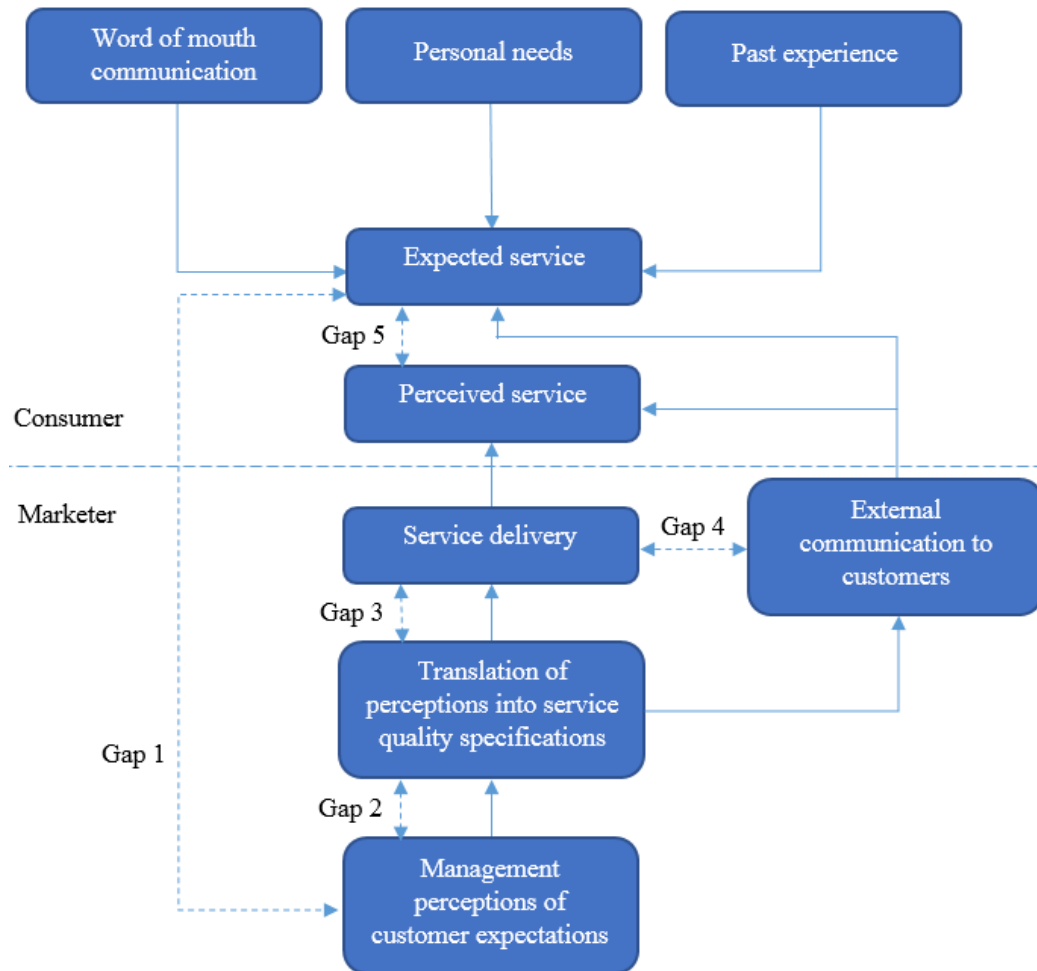 Word of mouth
communication
Personal needs
Past experience
Expected service
Gap 5
Perceived service
Consumer
Marketer
Service delivery
Gap 4
External
communication to
customers
Gap 3
Translation of
perceptions into service
quality specifications
Gap 1
Gap 2
Management
perceptions of
customer expectations